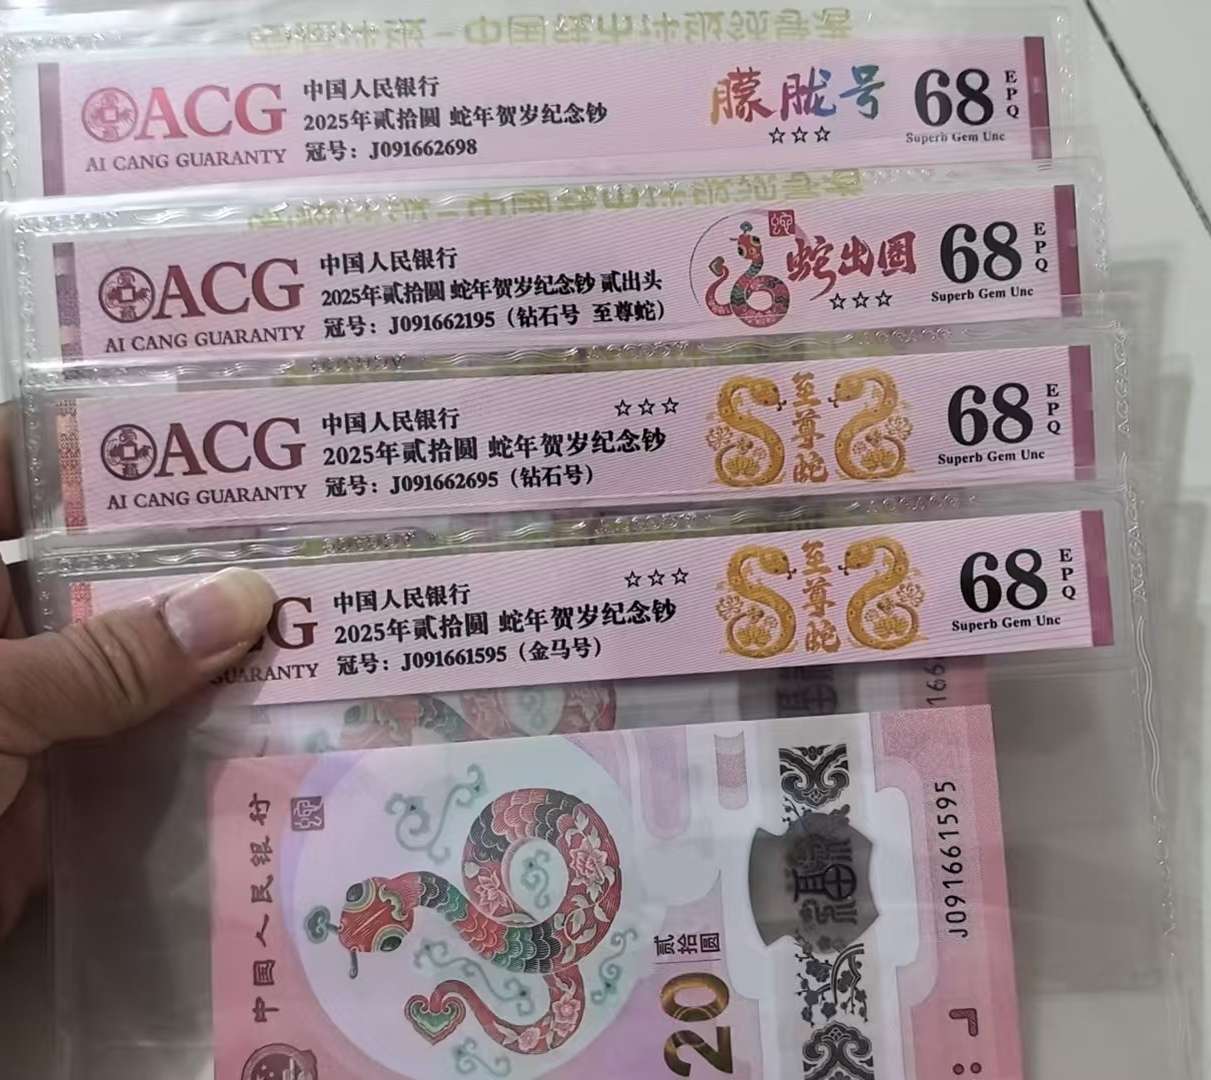 ACG
AI CANG GUARANTY
中国人民银行
2025年贰拾圆 蛇年贺岁纪念钞
冠号：J091662698
朦胧号
☆☆☆
68
EPQ
Superb Gem Unc
ACG
AI CANG GUARANTY
中国人民银行
2025年贰拾圆 蛇年贺岁纪念钞 贰出头
冠号：J091662195（钻石号 至尊蛇）
蛇出圆
☆☆☆
68
EPQ
Superb Gem Unc
ACG
AI CANG GUARANTY
中国人民银行
2025年贰拾圆 蛇年贺岁纪念钞
冠号：J091662695（钻石号）
☆☆☆
至尊蛇
68
EPQ
Superb Gem Unc
G
GUARANTY
中国人民银行
2025年贰拾圆 蛇年贺岁纪念钞
冠号：J091661595（金马号）
☆☆☆
至尊蛇
68
EPQ
Superb Gem Unc
中国人民银行
贰拾圆
20
福
J091661595